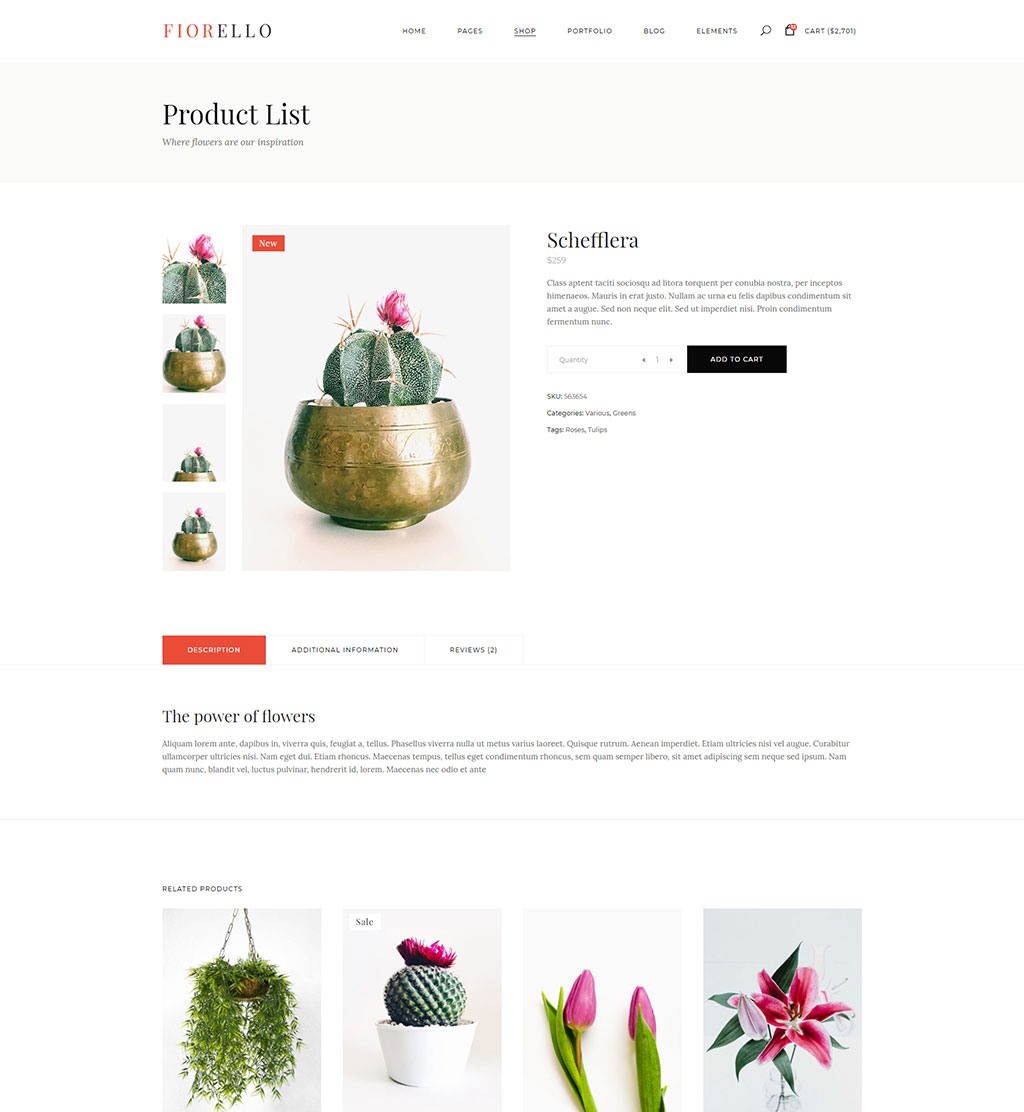 FIORELLO
HOME PAGES SHOP PORTFOLIO BLOG ELEMENTS CART ($2,701)
Product List
Where flowers are our inspiration
New
Schefflera
$259
Class aptent taciti sociosqu ad litora torquent per conubia nostra, per inceptos
himenaeos. Mauris in erat justo. Nullam ac urna eu felis dapibus condimentum sit
amet a augue. Sed non neque elit. Sed ut imperdiet nisi. Proin condimentum
fermentum nunc.
Quantity 1 ADD TO CART
SKU: 563654
Categories: Various, Greens
Tags: Roses, Tulips
DESCRIPTION ADDITIONAL INFORMATION REVIEWS (2)
The power of flowers
Aliquam lorem ante, dapibus in, viverra quis, feugiat a, tellus. Phasellus viverra nulla ut metus varius laoreet. Quisque rutrum. Aenean imperdiet. Etiam ultricies nisi vel augue. Curabitur
ullamcorper ultricies nisi. Nam eget dui. Etiam rhoncus. Maecenas tempus, tellus eget condimentum rhoncus, sem quam semper libero, sit amet adipiscing sem neque sed ipsum. Nam
quam nunc, blandit vel, luctus pulvinar, hendrerit id, lorem. Maecenas nec odio et ante
RELATED PRODUCTS
Sale